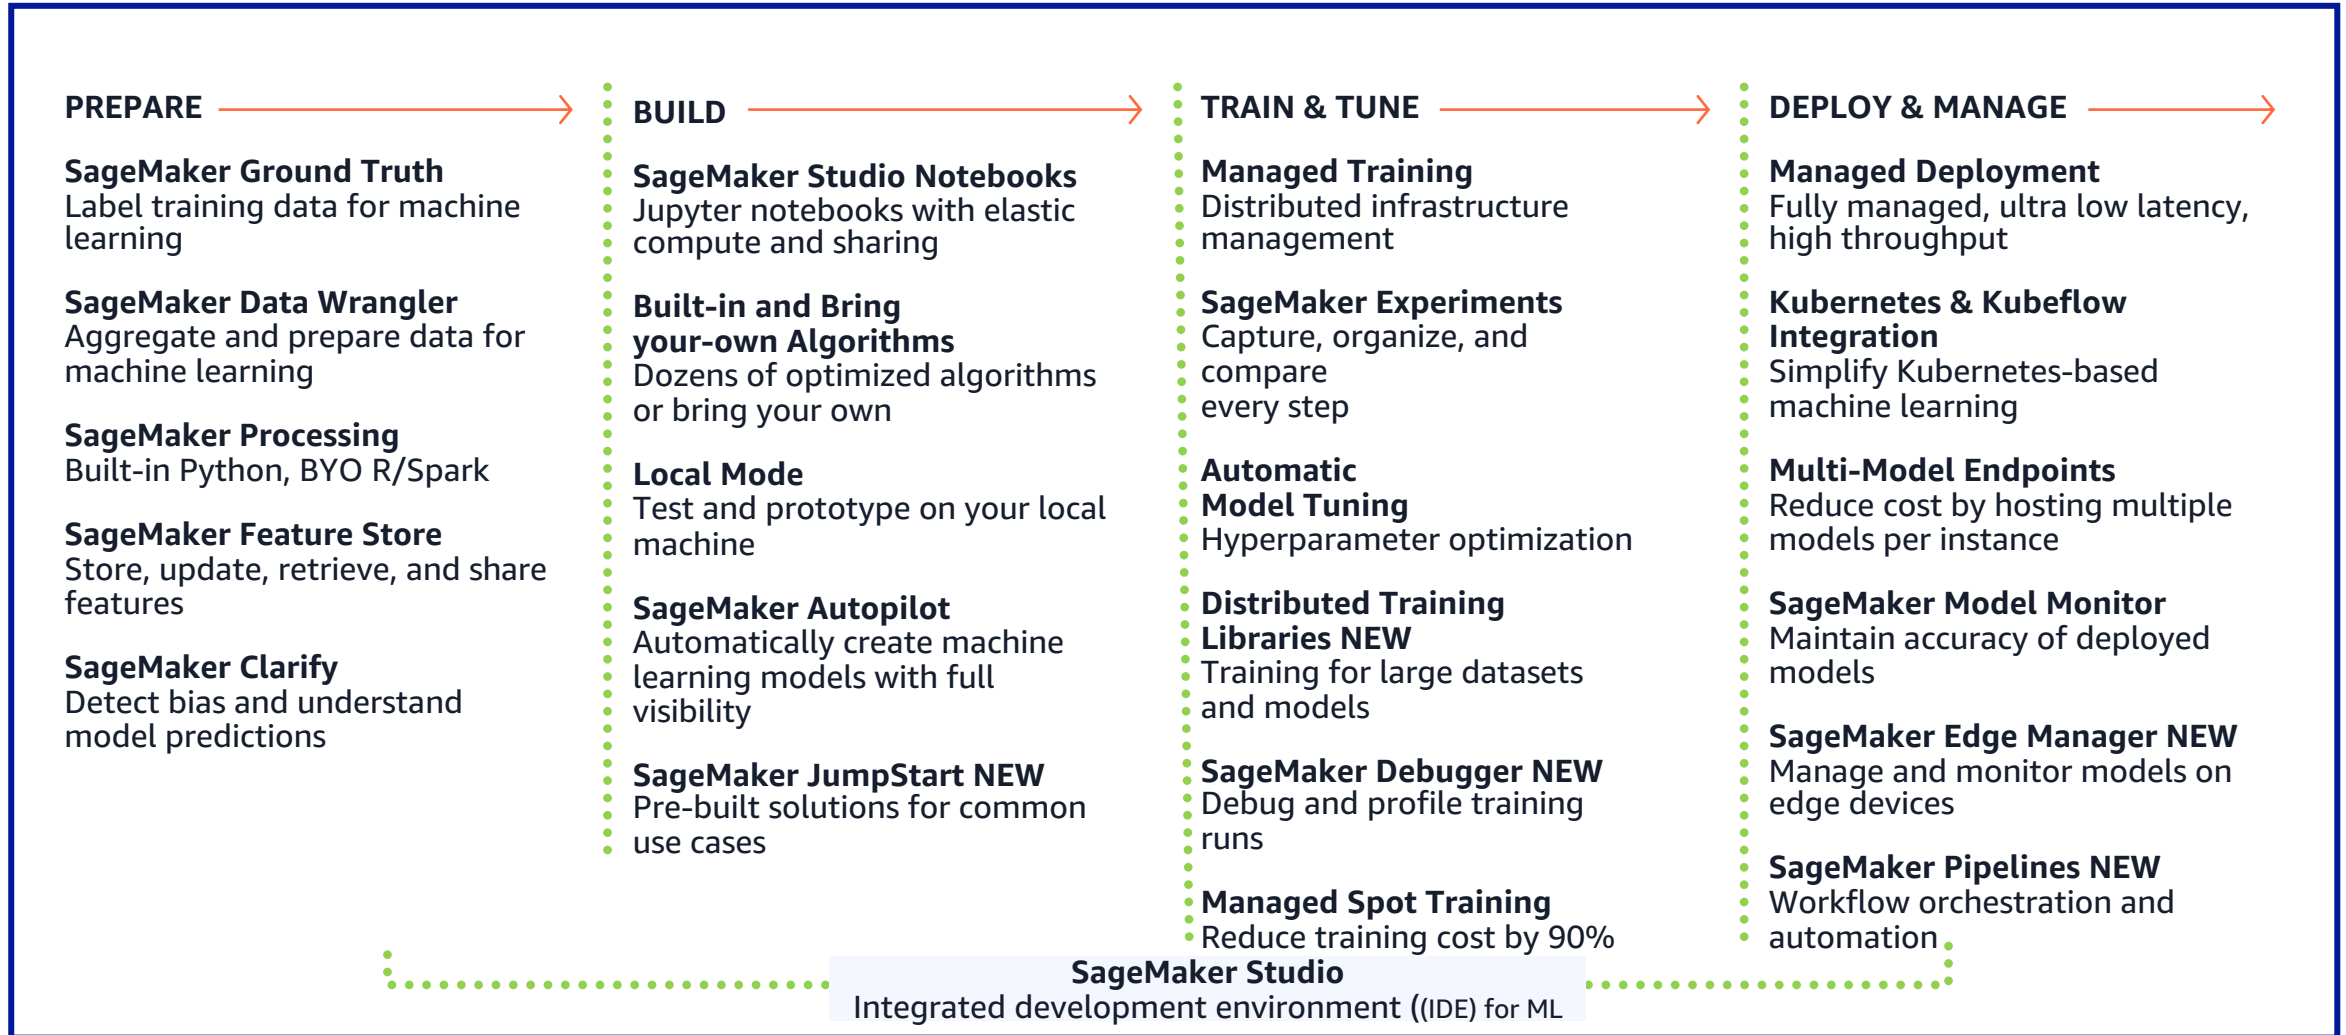 PREPARE
SageMaker Ground Truth
Label training data for machine
learning
SageMaker Data Wrangler
Aggregate and prepare data for
machine learning
SageMaker Processing
Built-in Python, BYO R/Spark
SageMaker Feature Store
Store, update, retrieve, and share
features
SageMaker Clarify
Detect bias and understand
model predictions
BUILD
SageMaker Studio Notebooks
Jupyter notebooks with elastic
compute and sharing
Built-in and Bring
your-own Algorithms
Dozens of optimized algorithms
or bring your own
Local Mode
Test and prototype on your local
machine
SageMaker Autopilot
Automatically create machine
learning models with full
visibility
SageMaker JumpStart NEW
Pre-built solutions for common
use cases
TRAIN & TUNE
Managed Training
Distributed infrastructure
management
SageMaker Experiments
Capture, organize, and
compare
every step
Automatic
Model Tuning
Hyperparameter optimization
Distributed Training
Libraries NEW
Training for large datasets
and models
SageMaker Debugger NEW
Debug and profile training
runs
Managed Spot Training
Reduce training cost by 90%
DEPLOY & MANAGE
Managed Deployment
Fully managed, ultra low latency,
high throughput
Kubernetes & Kubeflow
Integration
Simplify Kubernetes-based
machine learning
Multi-Model Endpoints
Reduce cost by hosting multiple
models per instance
SageMaker Model Monitor
Maintain accuracy of deployed
models
SageMaker Edge Manager NEW
Manage and monitor models on
edge devices
SageMaker Pipelines NEW
Workflow orchestration and
automation
SageMaker Studio
Integrated development environment ((IDE) for ML